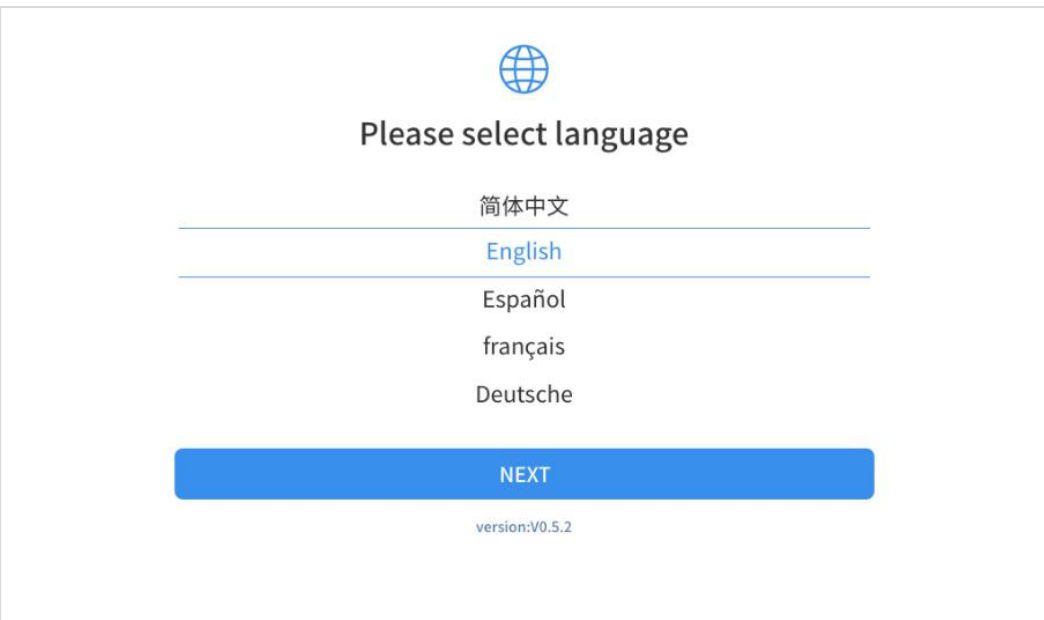 Please select language
简体中文
English
Español
français
Deutsche
NEXT
version:V0.5.2